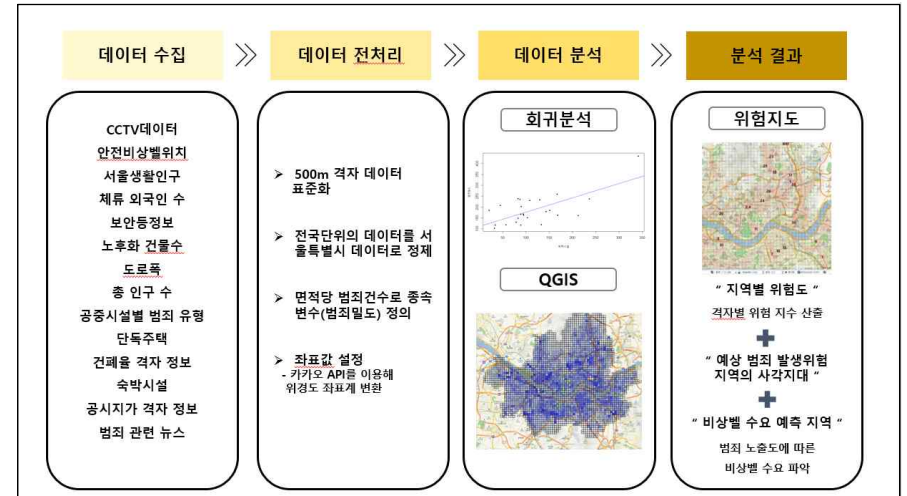 데이터 수집
데이터 전처리
데이터 분석
분석 결과
CCTV데이터
안전비상벨위치
서울생활인구
체류 외국인 수
보안등정보
노후화 건물수
도로폭
총 인구 수
공중시설별 범죄 유형
단독주택
건폐율 격자 정보
숙박시설
공시지가 격자 정보
범죄 관련 뉴스
➢ 500m 격자 데이터
표준화
➢ 전국단위의 데이터를 서
울특별시 데이터로 정제
➢ 면적당 범죄건수로 종속
변수(범죄밀도) 정의
➢ 좌표값 설정
- 카카오 API를 이용해
위경도 좌표계 변환
회귀분석
QGIS
위험지도
“ 지역별 위험도 “
격자별 위험 지수 산출
“ 예상 범죄 발생위험
지역의 사각지대 “
“ 비상벨 수요 예측 지역 “
범죄 노출도에 따른
비상벨 수요 파악